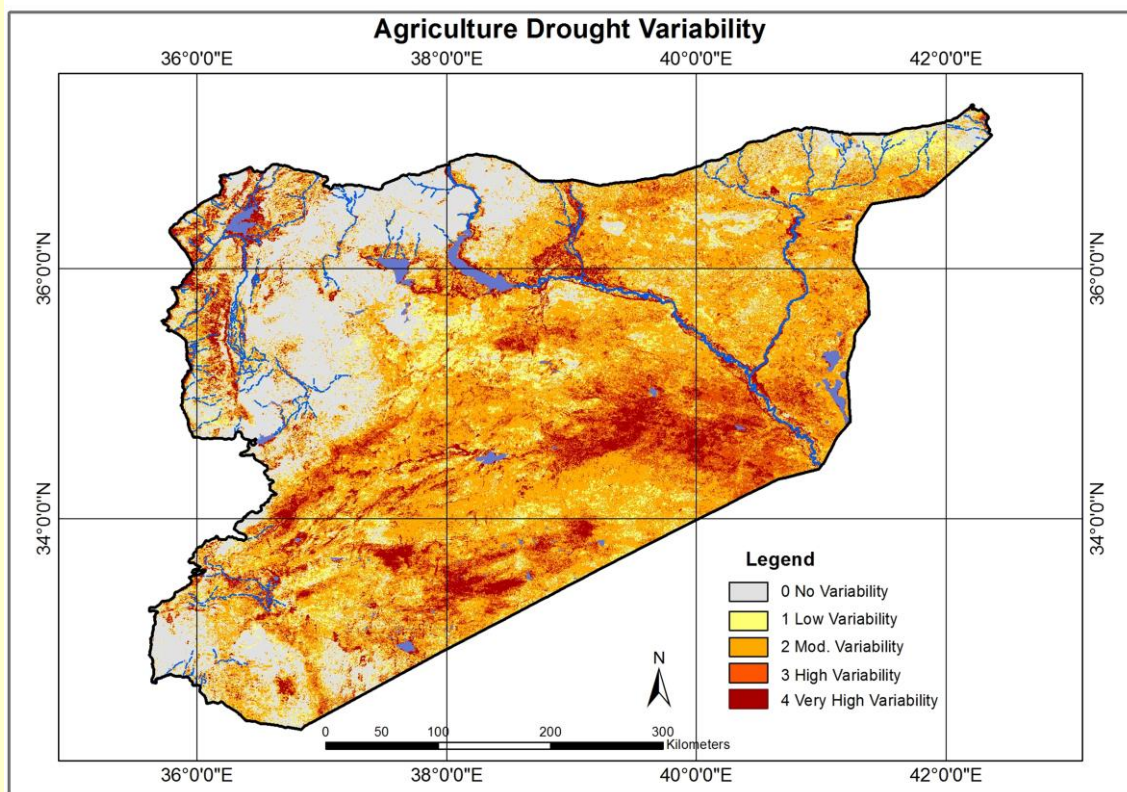 Agriculture Drought Variability
36°0'0"E 38°0'0"E 40°0'0"E 42°0'0"E
36°0'0"N 36°0'0"N
34°0'0"N 34°0'0"N
Legend
0 No Variability
1 Low Variability
2 Mod. Variability
3 High Variability
4 Very High Variability
N
0 50 100 200 300
Kilometers
36°0'0"E 38°0'0"E 40°0'0"E 42°0'0"E